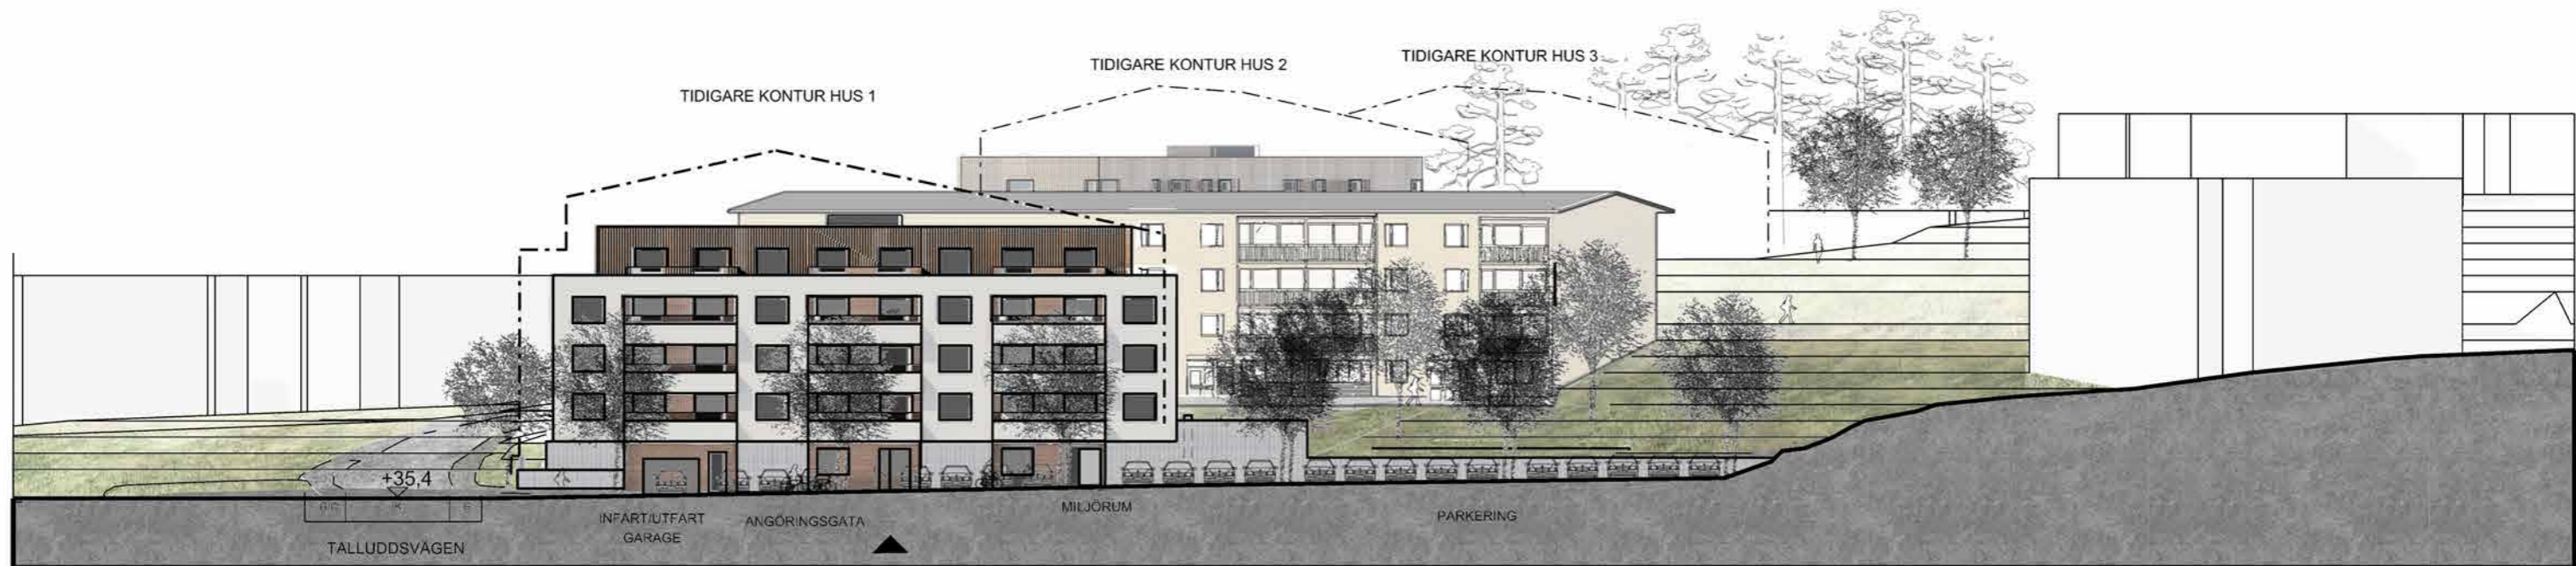 TIDIGARE KONTUR HUS 1
TIDIGARE KONTUR HUS 2
TIDIGARE KONTUR HUS 3
+35,4
INFART/UTFART
GARAGE
ANGÖRINGSGATA
MILJÖRUM
PARKERING
TALLUDDSVÄGEN